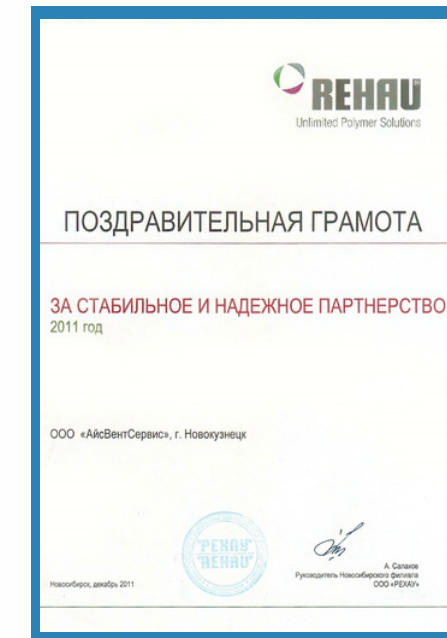 REHAU
Unlimited Polymer Solutions
ПОЗДРАВИТЕЛЬНАЯ ГРАМОТА
ЗА СТАБИЛЬНОЕ И НАДЕЖНОЕ ПАРТНЕРСТВО
2011 год
ООО «АйсВентСервис», г. Новокузнецк
"РЕХАУ"
"REHAU"
А. Салахов
Руководитель Новосибирского филиала
ООО «РЕХАУ»
Новосибирск, декабрь 2011